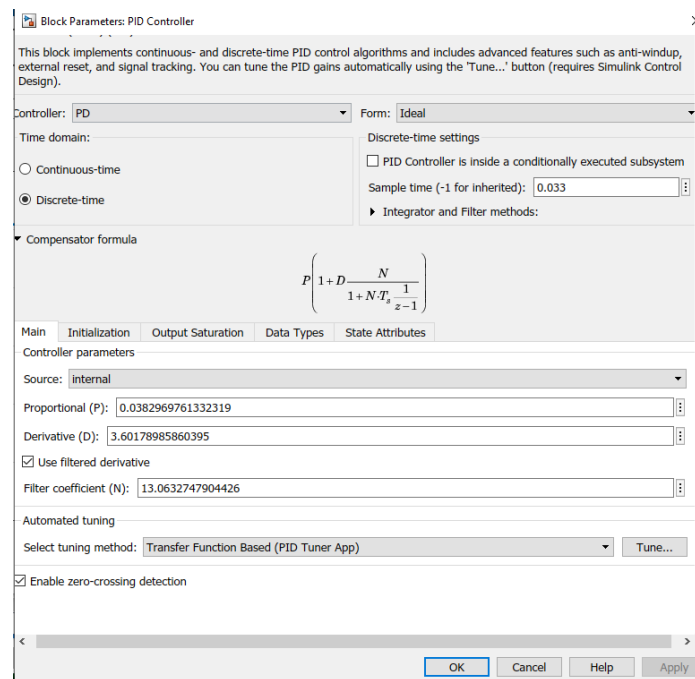 Block Parameters: PID Controller
This block implements continuous- and discrete-time PID control algorithms and includes advanced features such as anti-windup,
external reset, and signal tracking. You can tune the PID gains automatically using the 'Tune...' button (requires Simulink Control
Design).
Controller: PD Form: Ideal
Time domain: Discrete-time settings
Continuous-time
PID Controller is inside a conditionally executed subsystem
Discrete-time
Sample time (-1 for inherited): 0.033
Integrator and Filter methods:
Compensator formula
P(1+D N/(1+N·Ts 1/(z−1)))
Main Initialization Output Saturation Data Types State Attributes
Controller parameters
Source: internal
Proportional (P): 0.0382969761332319
Derivative (D): 3.60178985860395
Use filtered derivative
Filter coefficient (N): 13.0632747904426
Automated tuning
Select tuning method: Transfer Function Based (PID Tuner App) Tune...
Enable zero-crossing detection
OK Cancel Help Apply